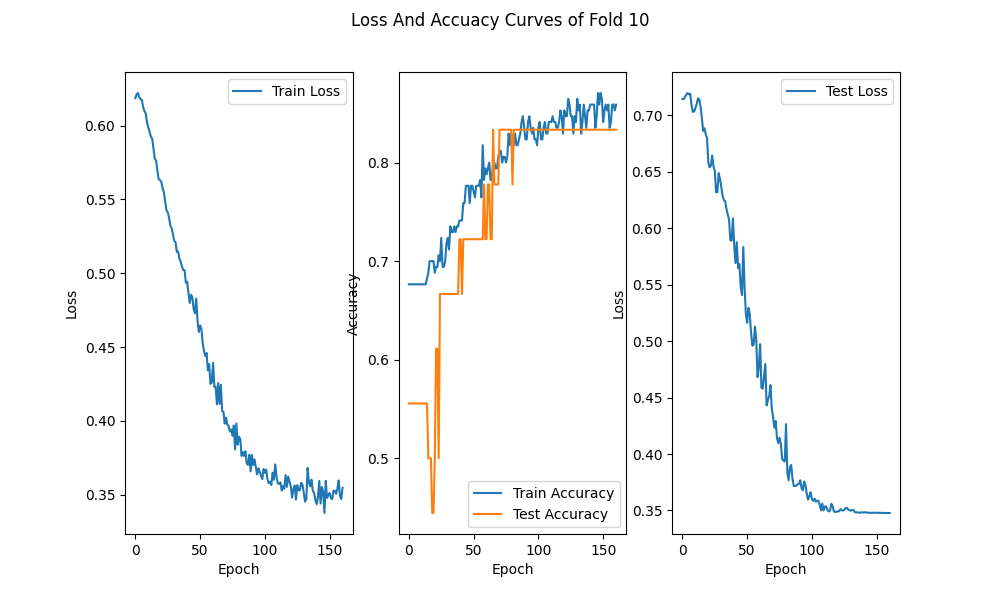 Loss And Accuacy Curves of Fold 10
Train Loss
0.60
0.55
0.50
0.45
0.40
0.35
Loss
0 50 100 150
Epoch
0.8
0.7
0.6
0.5
Accuracy
Train Accuracy
Test Accuracy
0 50 100 150
Epoch
Test Loss
0.70
0.65
0.60
0.55
0.50
0.45
0.40
0.35
Loss
0 50 100 150
Epoch